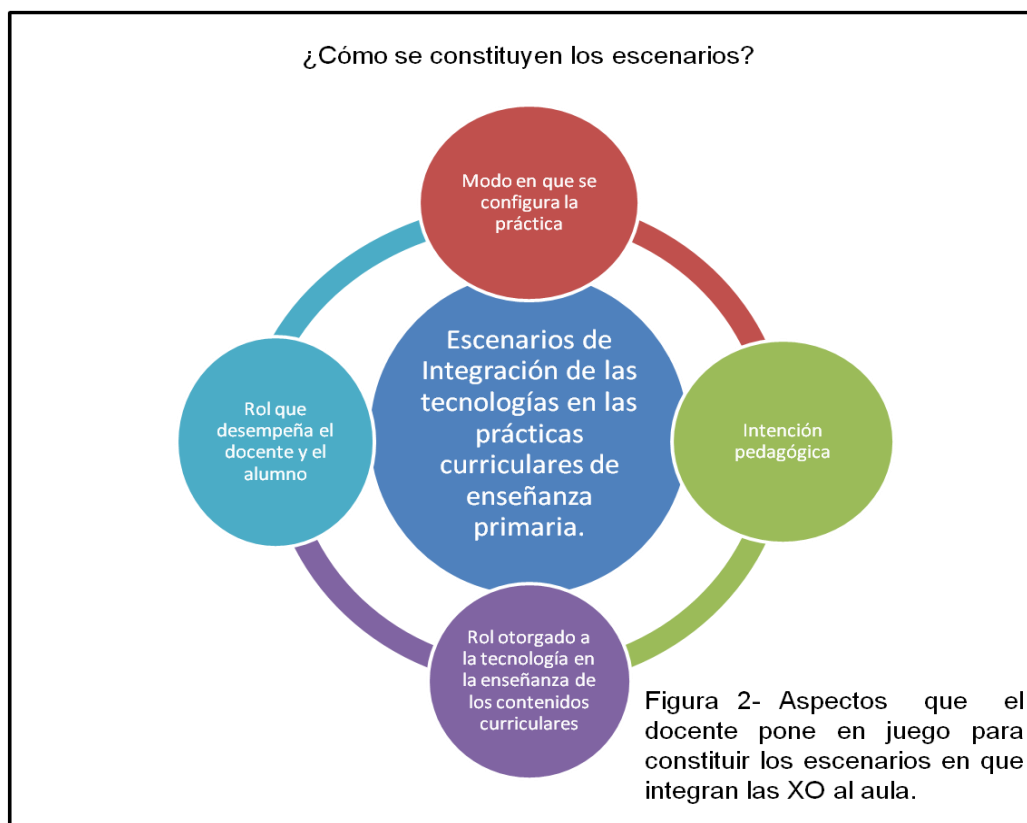 ¿Cómo se constituyen los escenarios?
Modo en que se
configura la
práctica
Escenarios de
Integración de las
tecnologías en las
prácticas
curriculares de
enseñanza
primaria.
Rol que
desempeña el
docente y el
alumno
Intención
pedagógica
Rol otorgado a
la tecnología en
la enseñanza de
los contenidos
curriculares
Figura 2- Aspectos que el
docente pone en juego para
constituir los escenarios en que
integran las XO al aula.